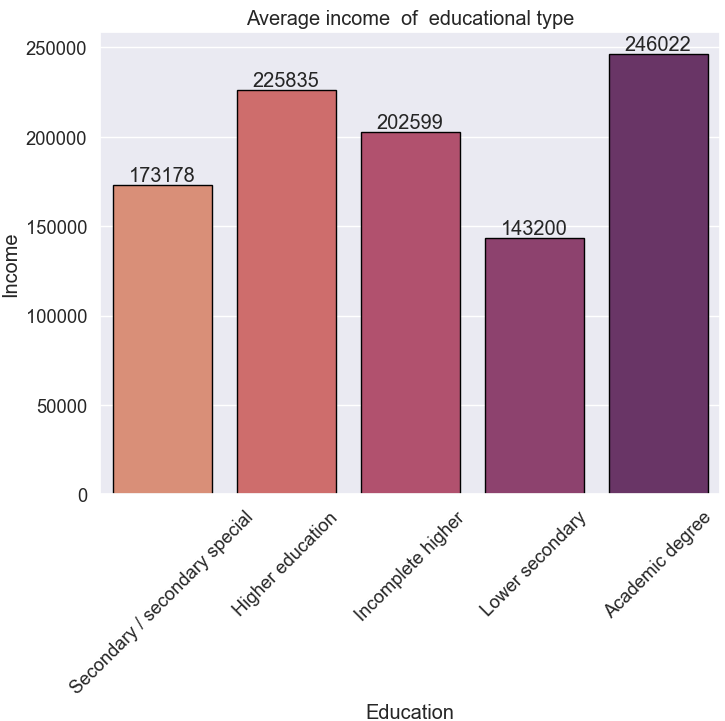 Average income  of  educational type
250000
200000
150000
100000
50000
0
Income
173178
225835
202599
143200
246022
Secondary / secondary special
Higher education
Incomplete higher
Lower secondary
Academic degree
Education